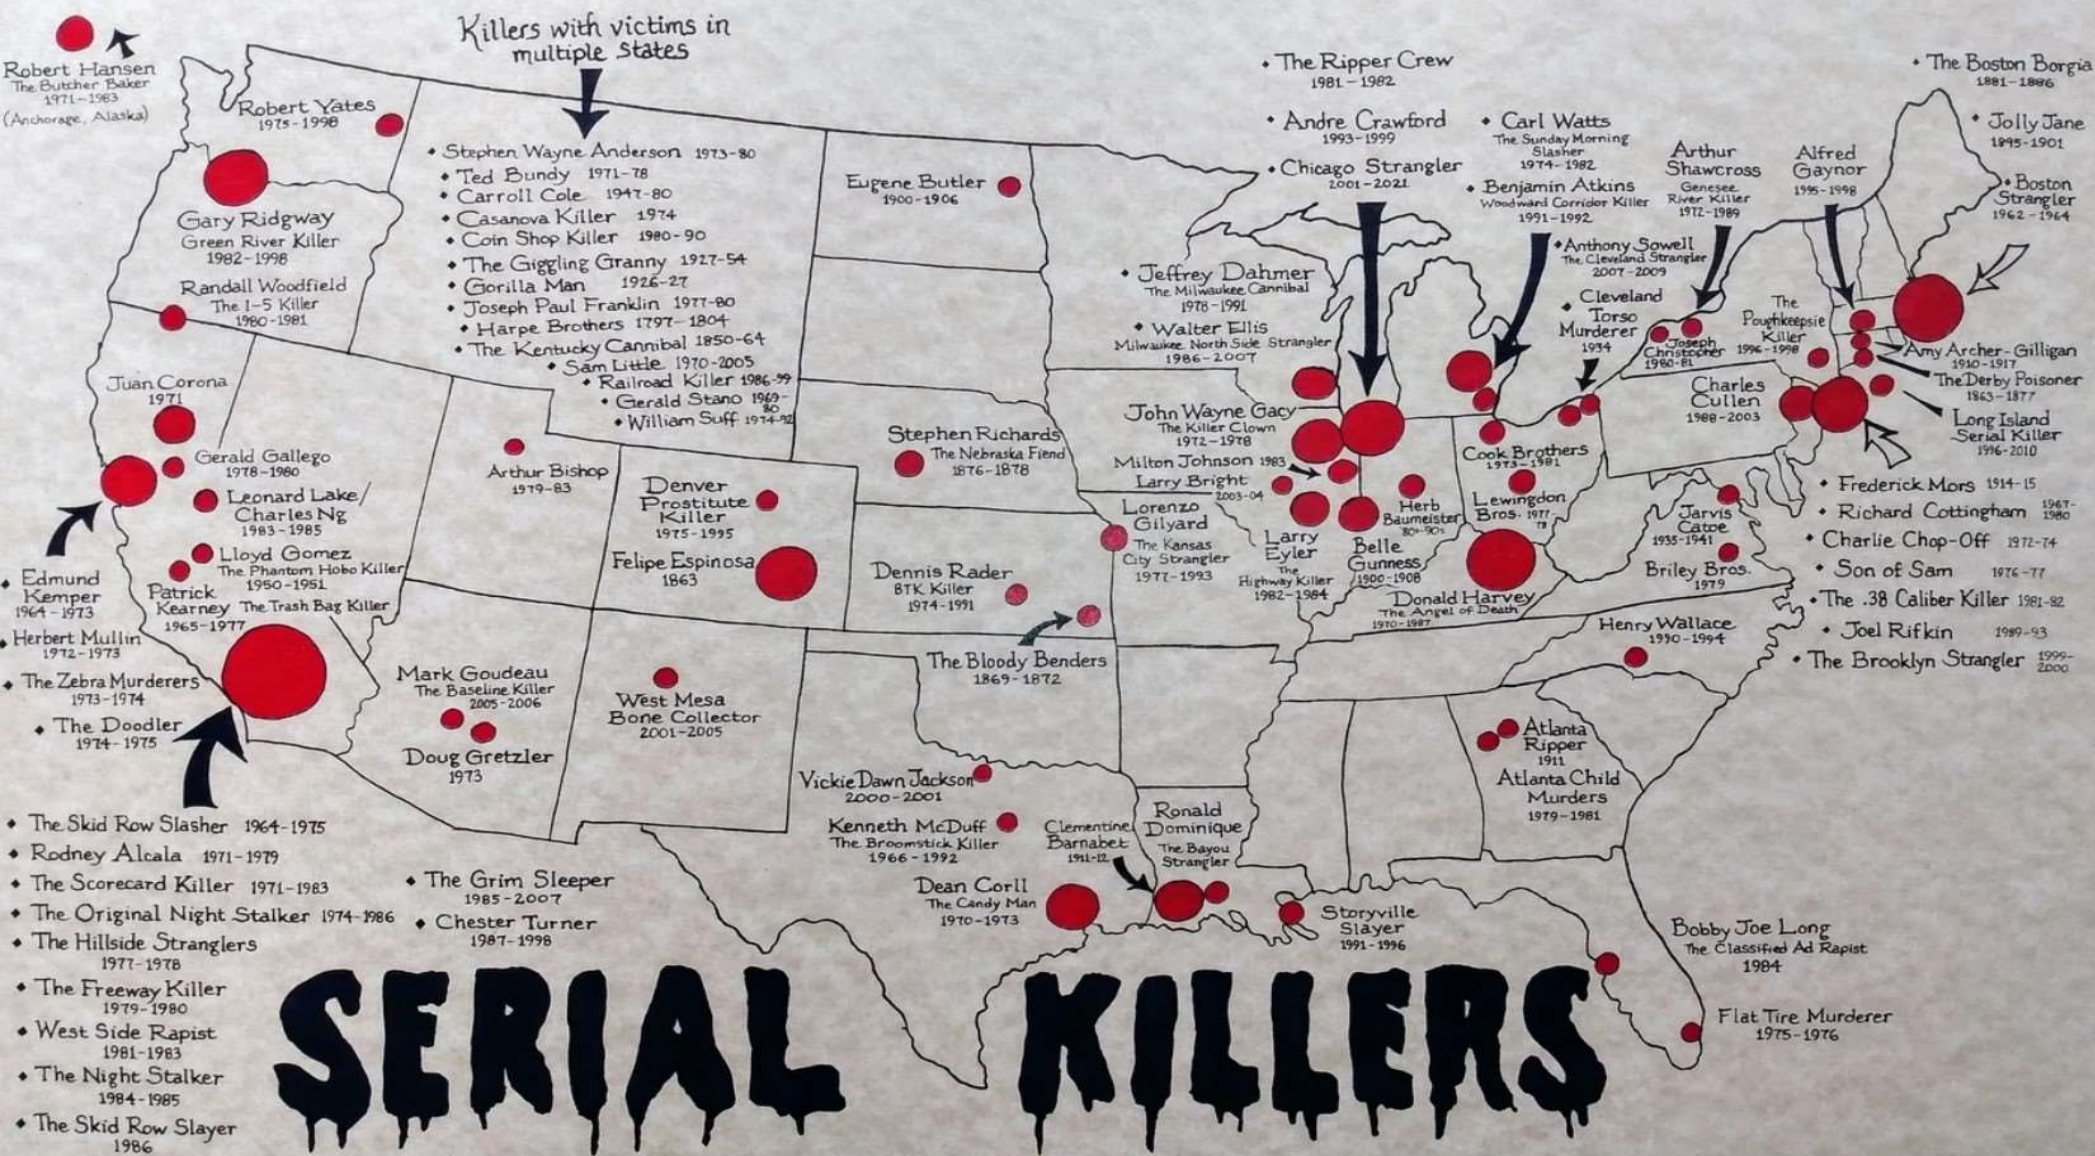 Killers with victims in
multiple States
Robert Hansen
The Butcher Baker
1971-1983
(Anchorage, Alaska)
Robert Yates
1975-1998
Gary Ridgway
Green River Killer
1982-1998
Randall Woodfield
The I-5 Killer
1980-1981
• Stephen Wayne Anderson 1973-80
• Ted Bundy 1971-78
• Carroll Cole 1947-80
• Casanova Killer 1974
• Coin Shop Killer 1980-90
• The Giggling Granny 1927-54
• Gorilla Man 1926-27
• Joseph Paul Franklin 1977-80
• Harpe Brothers 1797-1804
• The Kentucky Cannibal 1850-64
• Sam Little 1970-2005
• Railroad Killer 1986-99
• Gerald Stano 1969-
80
• William Suff 1974-92
Eugene Butler
1900-1906
• The Ripper Crew
1981-1982
• Andre Crawford
1993-1999
• Chicago Strangler
2001-2021
• Carl Watts
The Sunday Morning
Slasher
1974-1982
• Benjamin Atkins
Woodward Corridor Killer
1991-1992
Arthur
Shawcross
Genesee
River Killer
1972-1989
Alfred
Gaynor
1995-1998
• The Boston Borgia
1881-1886
• Jolly Jane
1895-1901
• Boston
Strangler
1962-1964
• Anthony Sowell
The Cleveland Strangler
2007-2009
• Cleveland
Torso
Murderer
1934
• Jeffrey Dahmer
The Milwaukee Cannibal
1978-1991
• Walter Ellis
Milwaukee North Side Strangler
1986-2007
Joseph
Christopher
1980-81
The
Poughkeepsie
Killer
1996-1998
Amy Archer-Gilligan
1910-1917
The Derby Poisoner
1863-1877
Long Island
Serial Killer
1996-2010
Charles
Cullen
1988-2003
Juan Corona
1971
Gerald Gallego
1978-1980
Leonard Lake/
Charles Ng
1983-1985
Lloyd Gomez
The Phantom Hobo Killer
1950-1951
Patrick
Kearney The Trash Bag Killer
1965-1977
• Edmund
Kemper
1964-1973
• Herbert Mullin
1972-1973
• The Zebra Murderers
1973-1974
• The Doodler
1974-1975
Arthur Bishop
1979-83
Denver
Prostitute
Killer
1975-1995
Felipe Espinosa
1863
Stephen Richards
The Nebraska Fiend
1876-1878
Dennis Rader
BTK Killer
1974-1991
The Bloody Benders
1869-1872
John Wayne Gacy
The Killer Clown
1972-1978
Milton Johnson 1983
Larry Bright
2003-04
Lorenzo
Gilyard
The Kansas
City Strangler
1977-1993
Larry
Eyler
The
Highway Killer
1982-1984
Belle
Gunness
1900-1908
Herb
Baumeister
80s-90s
Cook Brothers
1973-1981
Lewingdon
Bros. 1977-
78
Donald Harvey
The Angel of Death
1970-1987
Jarvis
Catoe
1935-1941
Briley Bros.
1979
Henry Wallace
1990-1994
• Frederick Mors 1914-15
• Richard Cottingham 1967-
1980
• Charlie Chop-Off 1972-74
• Son of Sam 1976-77
• The .38 Caliber Killer 1981-82
• Joel Rifkin 1989-93
• The Brooklyn Strangler 1999-
2000
Mark Goudeau
The Baseline Killer
2005-2006
Doug Gretzler
1973
West Mesa
Bone Collector
2001-2005
Atlanta
Ripper
1911
Atlanta Child
Murders
1979-1981
Vickie Dawn Jackson
2000-2001
Kenneth McDuff
The Broomstick Killer
1966-1992
Dean Corll
The Candy Man
1970-1973
Clementine
Barnabet
1911-12
Ronald
Dominique
The Bayou
Strangler
Storyville
Slayer
1991-1996
Bobby Joe Long
The Classified Ad Rapist
1984
Flat Tire Murderer
1975-1976
• The Skid Row Slasher 1964-1975
• Rodney Alcala 1971-1979
• The Scorecard Killer 1971-1983
• The Original Night Stalker 1974-1986
• The Hillside Stranglers
1977-1978
• The Freeway Killer
1979-1980
• West Side Rapist
1981-1983
• The Night Stalker
1984-1985
• The Skid Row Slayer
1986
• The Grim Sleeper
1985-2007
• Chester Turner
1987-1998
SERIAL KILLERS